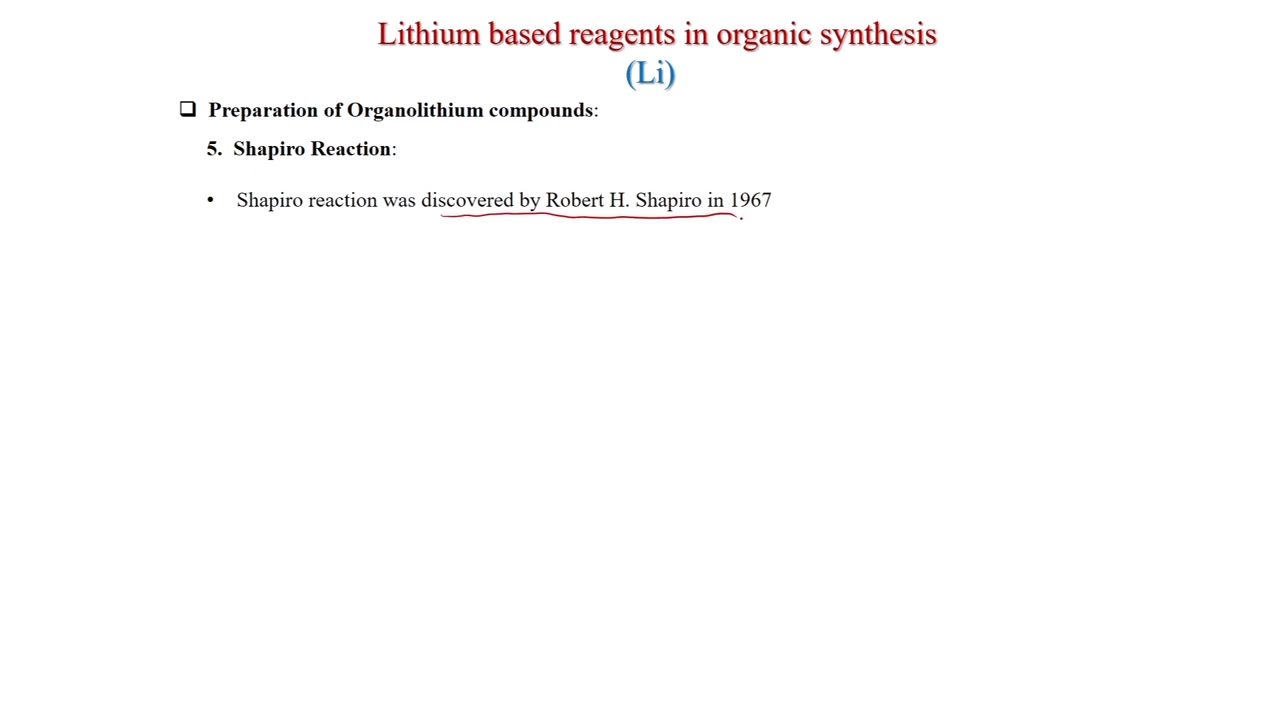 Lithium based reagents in organic synthesis
(Li)
❑ Preparation of Organolithium compounds:
5. Shapiro Reaction:
• Shapiro reaction was discovered by Robert H. Shapiro in 1967